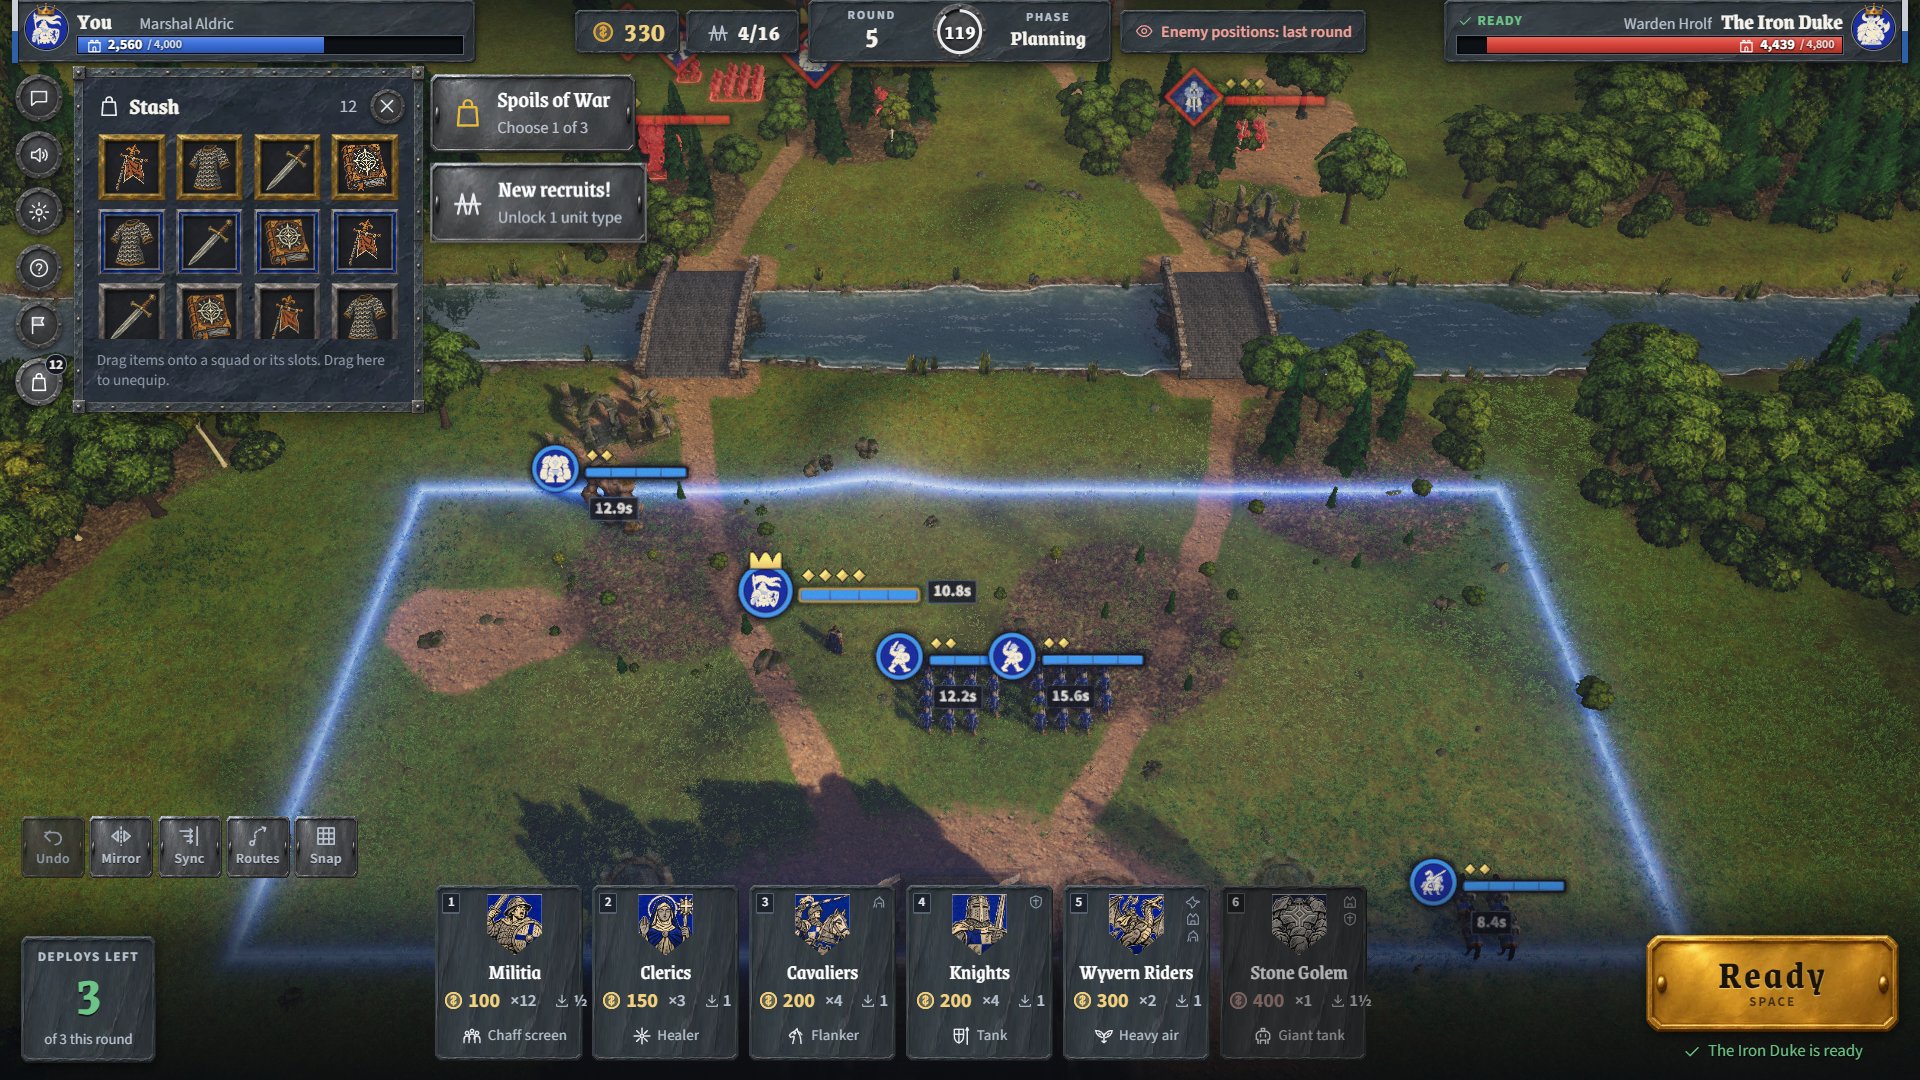 You Marshal Aldric
2,560 / 4,000
330
4/16
ROUND
5
119
PHASE
Planning
Enemy positions: last round
READY
Warden Hrolf The Iron Duke
4,439 / 4,800
Stash 12
Drag items onto a squad or its slots. Drag here
to unequip.
12
Spoils of War
Choose 1 of 3
New recruits!
Unlock 1 unit type
12.9s
10.8s
12.2s
15.6s
8.4s
Undo
Mirror
Sync
Routes
Snap
DEPLOYS LEFT
3
of 3 this round
1
Militia
100 ×12 ½
Chaff screen
2
Clerics
150 ×3 1
Healer
3
Cavaliers
200 ×4 1
Flanker
4
Knights
200 ×4 1
Tank
5
Wyvern Riders
300 ×2 1
Heavy air
6
Stone Golem
400 ×1 1½
Giant tank
Ready
SPACE
The Iron Duke is ready